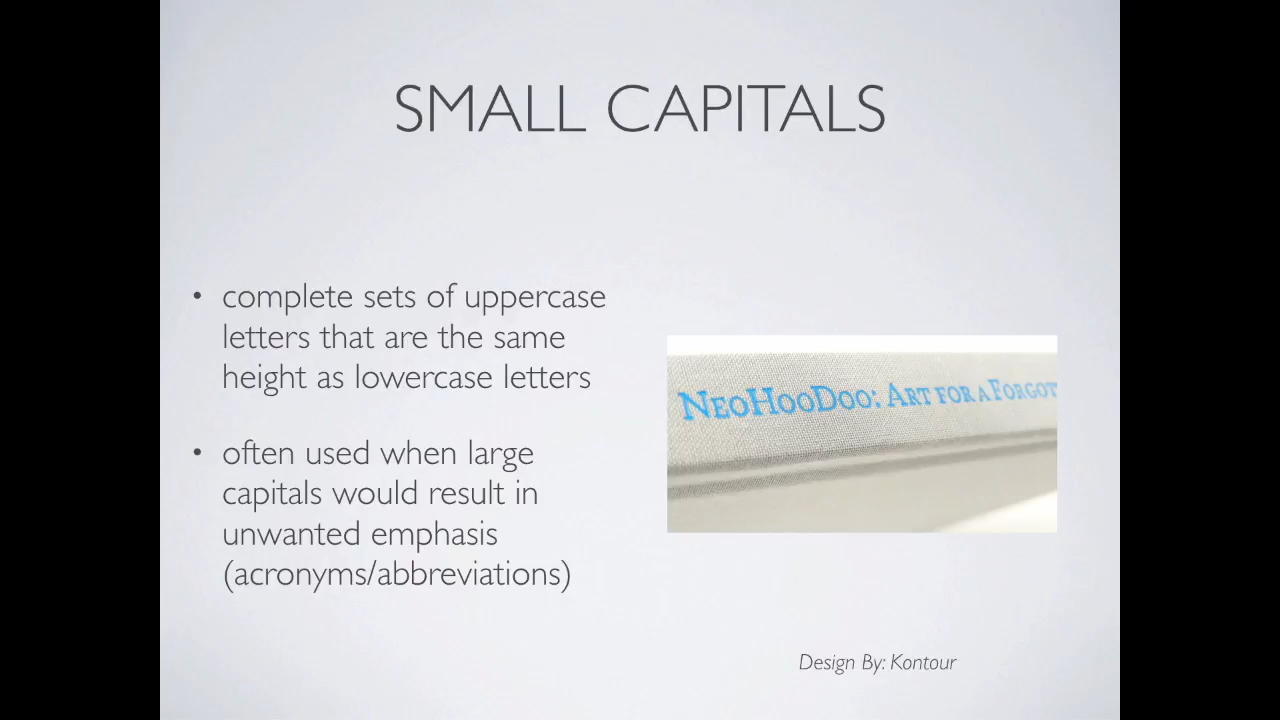 SMALL CAPITALS
• complete sets of uppercase
letters that are the same
height as lowercase letters
• often used when large
capitals would result in
unwanted emphasis
(acronyms/abbreviations)
NEOHOODOO: ART FOR A FORGOT
Design By: Kontour